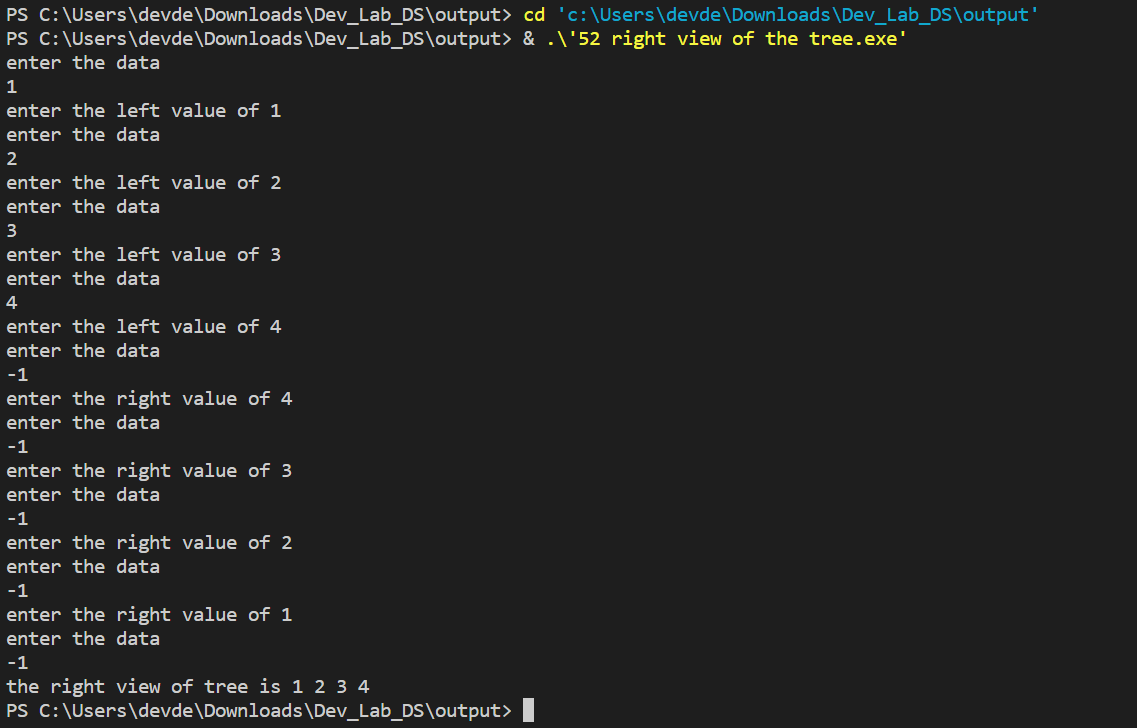 PS C:\Users\devde\Downloads\Dev_Lab_DS\output> cd 'c:\Users\devde\Downloads\Dev_Lab_DS\output'
PS C:\Users\devde\Downloads\Dev_Lab_DS\output> & .\'52 right view of the tree.exe'
enter the data
1
enter the left value of 1
enter the data
2
enter the left value of 2
enter the data
3
enter the left value of 3
enter the data
4
enter the left value of 4
enter the data
-1
enter the right value of 4
enter the data
-1
enter the right value of 3
enter the data
-1
enter the right value of 2
enter the data
-1
enter the right value of 1
enter the data
-1
the right view of tree is 1 2 3 4
PS C:\Users\devde\Downloads\Dev_Lab_DS\output>